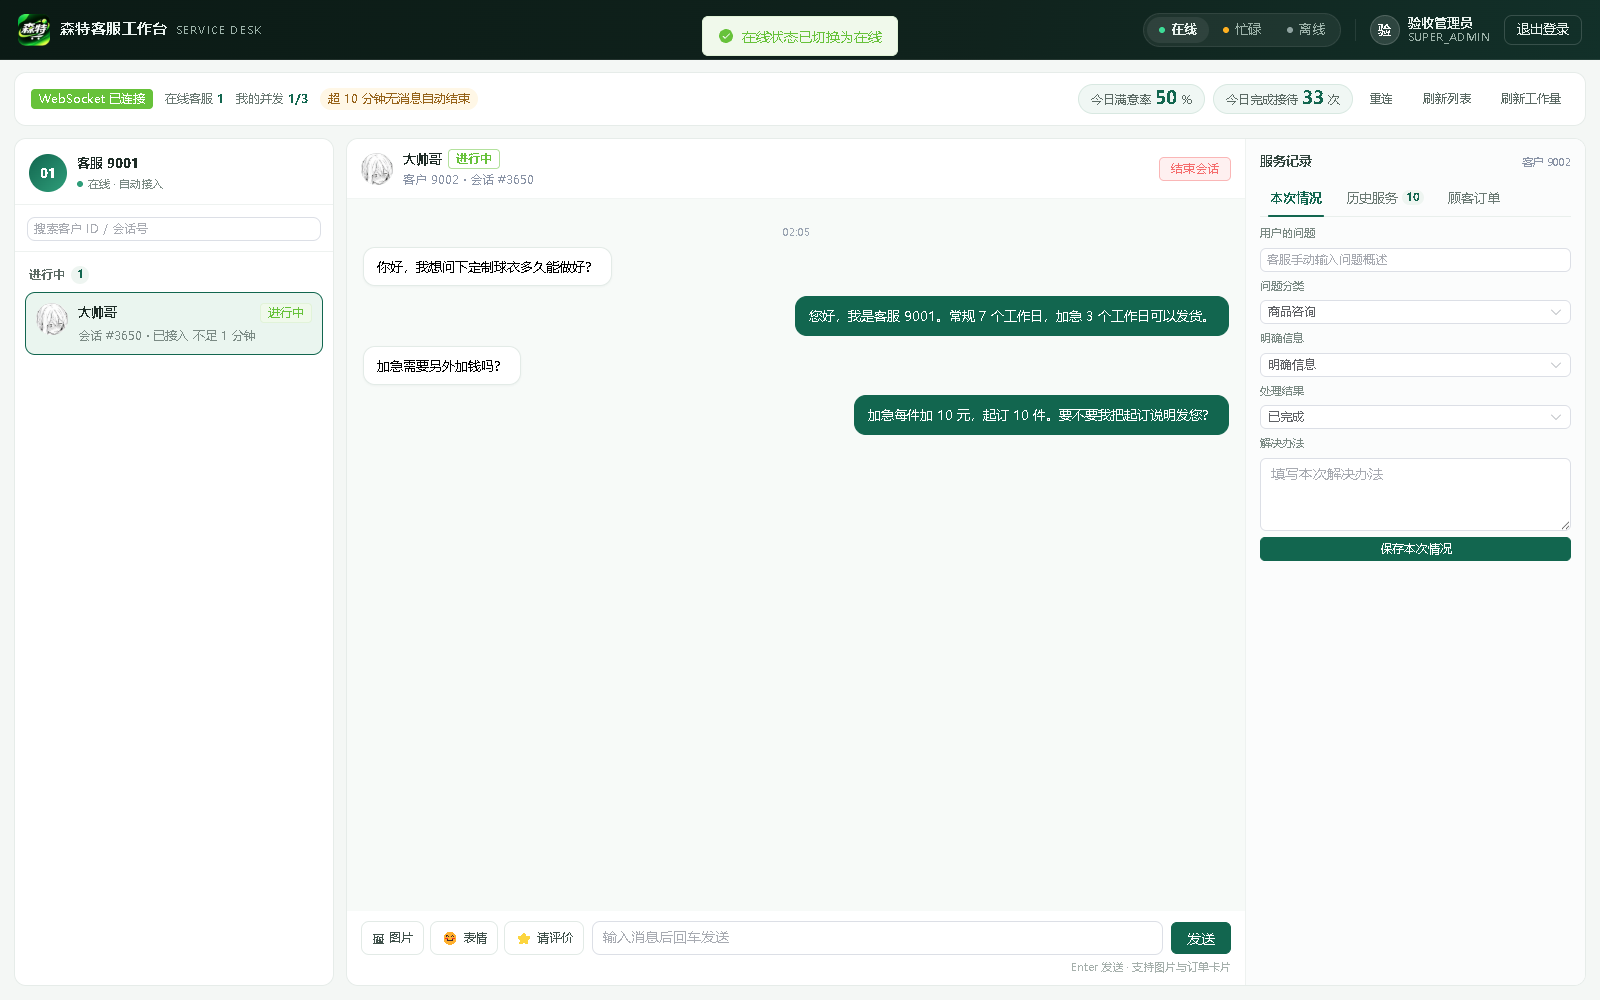 森特
森特客服工作台 SERVICE DESK
在线状态已切换为在线
在线 忙碌 离线
验 验收管理员
SUPER_ADMIN
退出登录
WebSocket 已连接 在线客服 1 我的并发 1/3 超 10 分钟无消息自动结束
今日满意率 50 % 今日完成接待 33 次 重连 刷新列表 刷新工作量
01 客服 9001
在线 · 自动接入
搜索客户 ID / 会话号
进行中 1
大帅哥 进行中
会话 #3650 · 已接入 不足 1 分钟
大帅哥 进行中
客户 9002 · 会话 #3650
结束会话
02:05
你好，我想问下定制球衣多久能做好?
您好，我是客服 9001。常规 7 个工作日，加急 3 个工作日可以发货。
加急需要另外加钱吗?
加急每件加 10 元，起订 10 件。要不要我把起订说明发您?
图片 表情 请评价 输入消息后回车发送 发送
Enter 发送 · 支持图片与订单卡片
服务记录 客户 9002
本次情况 历史服务 10 顾客订单
用户的问题
客服手动输入问题概述
问题分类
商品咨询
明确信息
明确信息
处理结果
已完成
解决办法
填写本次解决办法
保存本次情况